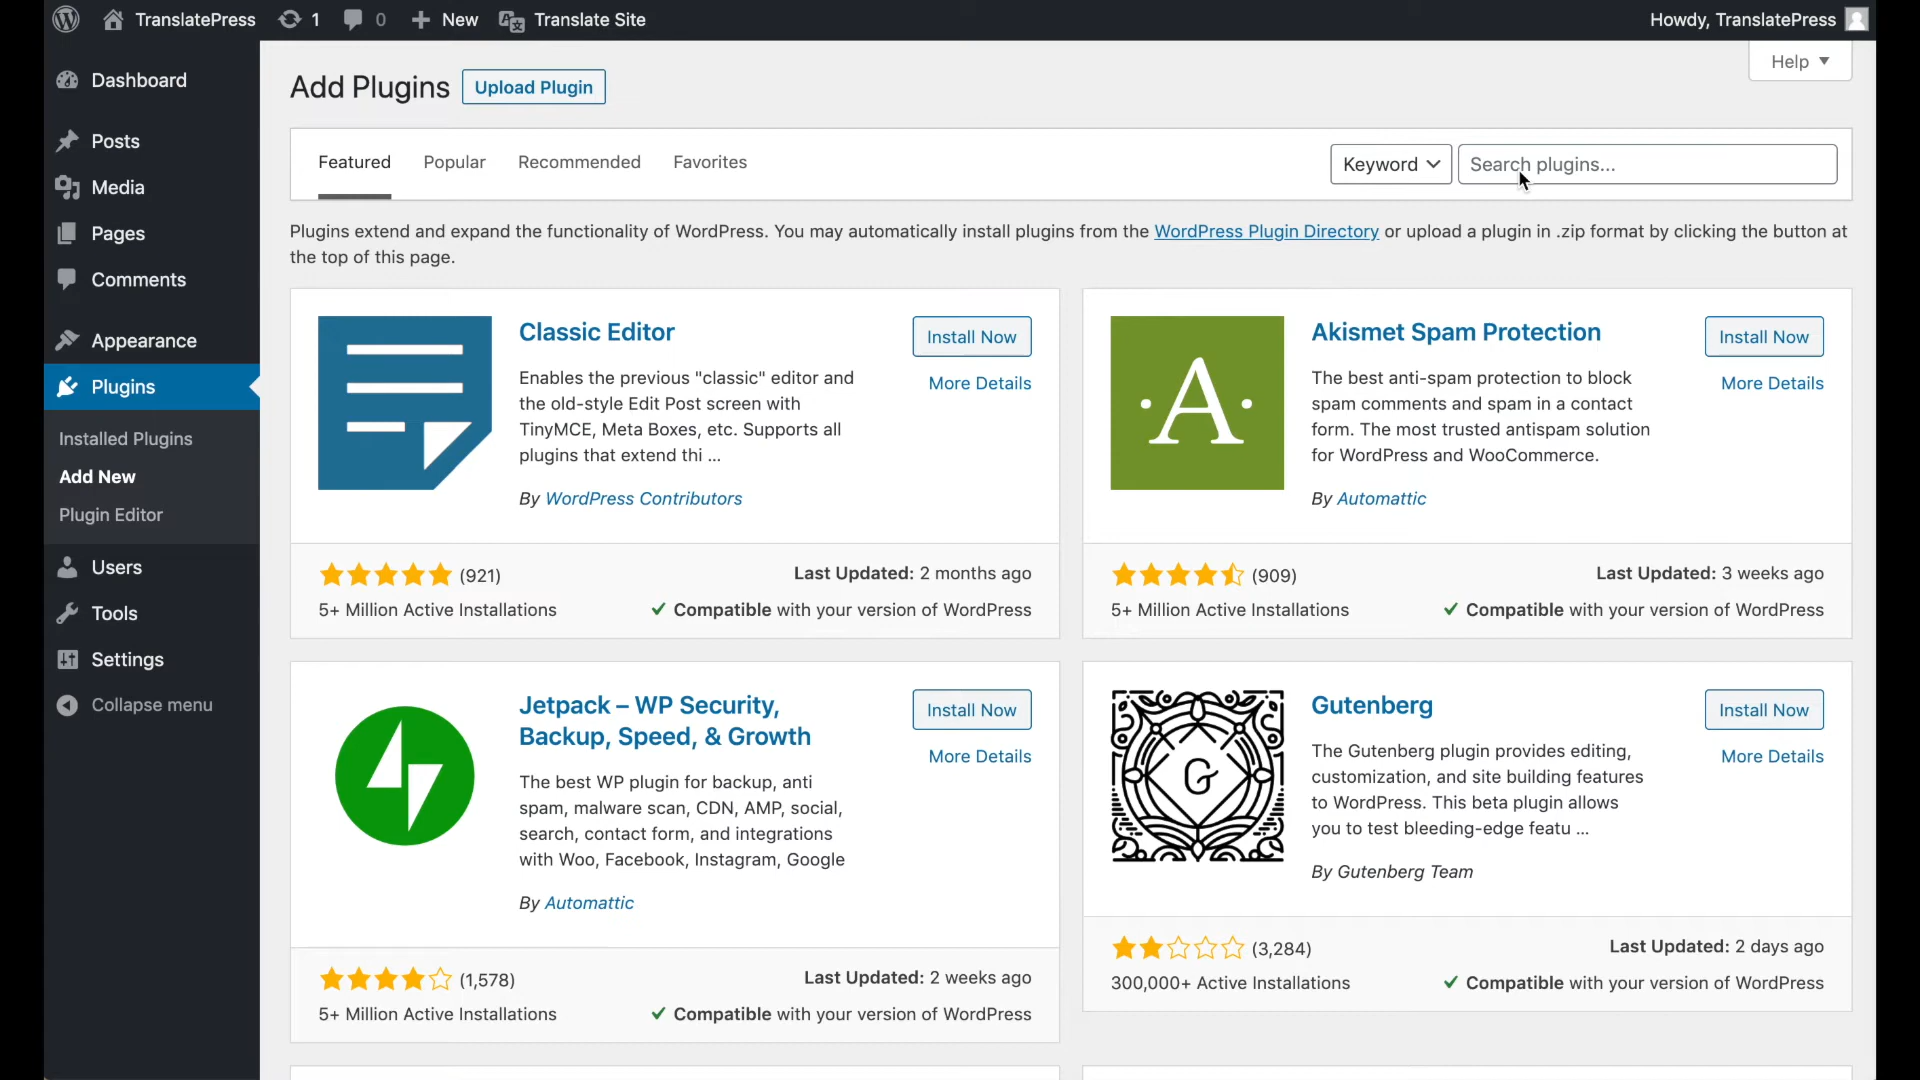 TranslatePress
1
0
New
Translate Site
Howdy, TranslatePress
Dashboard
Posts
Media
Pages
Comments
Appearance
Plugins
Installed Plugins
Add New
Plugin Editor
Users
Tools
Settings
Collapse menu
Help
Add Plugins
Upload Plugin
Featured
Popular
Recommended
Favorites
Keyword
Search plugins...
Plugins extend and expand the functionality of WordPress. You may automatically install plugins from the WordPress Plugin Directory or upload a plugin in .zip format by clicking the button at
the top of this page.
Classic Editor
Install Now
More Details
Enables the previous "classic" editor and
the old-style Edit Post screen with
TinyMCE, Meta Boxes, etc. Supports all
plugins that extend thi ...
By WordPress Contributors
(921)
Last Updated: 2 months ago
5+ Million Active Installations
Compatible with your version of WordPress
A
Akismet Spam Protection
Install Now
More Details
The best anti-spam protection to block
spam comments and spam in a contact
form. The most trusted antispam solution
for WordPress and WooCommerce.
By Automattic
(909)
Last Updated: 3 weeks ago
5+ Million Active Installations
Compatible with your version of WordPress
Jetpack – WP Security,
Backup, Speed, & Growth
Install Now
More Details
The best WP plugin for backup, anti
spam, malware scan, CDN, AMP, social,
search, contact form, and integrations
with Woo, Facebook, Instagram, Google
By Automattic
(1,578)
Last Updated: 2 weeks ago
5+ Million Active Installations
Compatible with your version of WordPress
G
Gutenberg
Install Now
More Details
The Gutenberg plugin provides editing,
customization, and site building features
to WordPress. This beta plugin allows
you to test bleeding-edge featu ...
By Gutenberg Team
(3,284)
Last Updated: 2 days ago
300,000+ Active Installations
Compatible with your version of WordPress